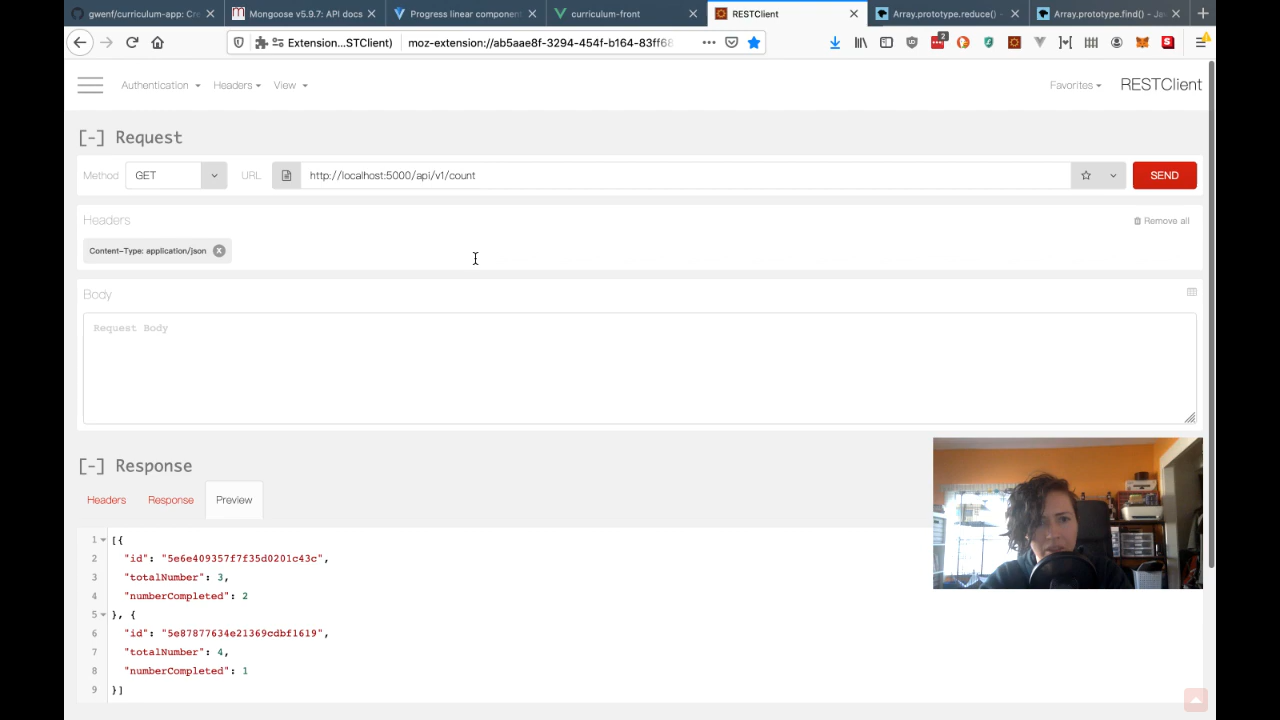 gwenf/curriculum-app: Cre
Mongoose v5.9.7: API docs
Progress linear component
curriculum-front
RESTClient
Array.prototype.reduce() -
Array.prototype.find() - Ja
Extension...STClient)
moz-extension://ab5aae8f-3294-454f-b164-83ff68
2
Authentication
Headers
View
Favorites
RESTClient
[-] Request
Method
GET
URL
http://localhost:5000/api/v1/count
SEND
Headers
Remove all
Content-Type: application/json
Body
Request Body
[-] Response
Headers
Response
Preview
1 [{
2 "id": "5e6e409357f7f35d0201c43c",
3 "totalNumber": 3,
4 "numberCompleted": 2
5 }, {
6 "id": "5e87877634e21369cdbf1619",
7 "totalNumber": 4,
8 "numberCompleted": 1
9 }]